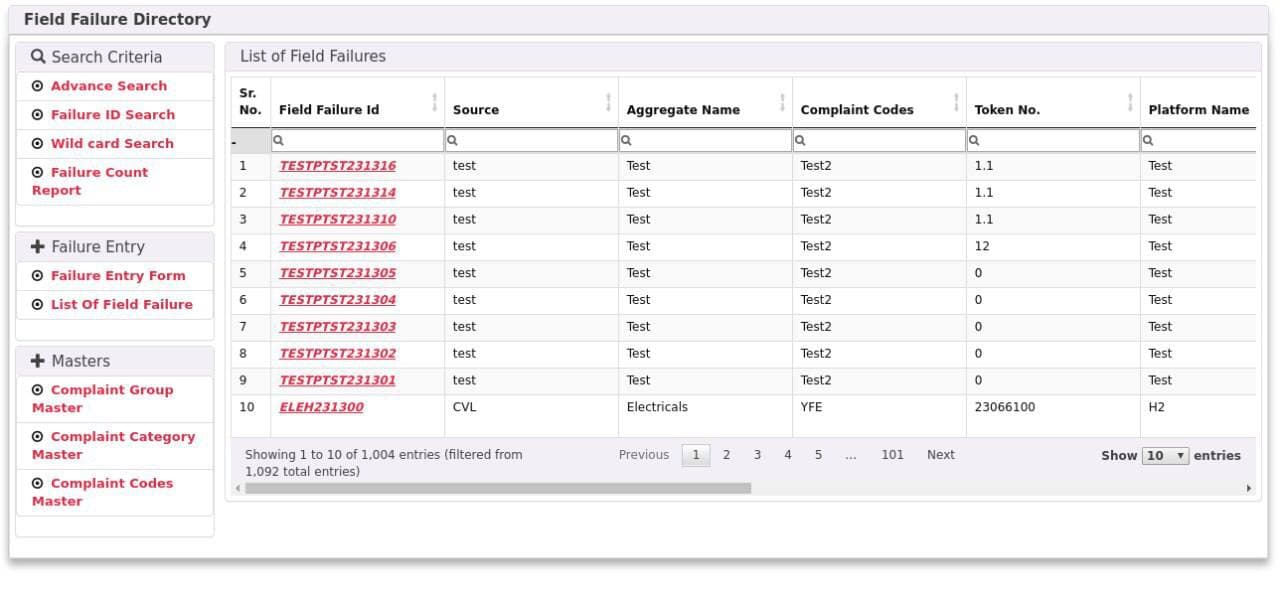 Field Failure Directory
Search Criteria
Advance Search
Failure ID Search
Wild card Search
Failure Count
Report
Failure Entry
Failure Entry Form
List Of Field Failure
Masters
Complaint Group
Master
Complaint Category
Master
Complaint Codes
Master
List of Field Failures
Sr.
No. Field Failure Id Source Aggregate Name Complaint Codes Token No. Platform Name
-
1 TESTPTST231316 test Test Test2 1.1 Test
2 TESTPTST231314 test Test Test2 1.1 Test
3 TESTPTST231310 test Test Test2 1.1 Test
4 TESTPTST231306 test Test Test2 12 Test
5 TESTPTST231305 test Test Test2 0 Test
6 TESTPTST231304 test Test Test2 0 Test
7 TESTPTST231303 test Test Test2 0 Test
8 TESTPTST231302 test Test Test2 0 Test
9 TESTPTST231301 test Test Test2 0 Test
10 ELEH231300 CVL Electricals YFE 23066100 H2
Showing 1 to 10 of 1,004 entries (filtered from
1,092 total entries)
Previous 1 2 3 4 5 … 101 Next
Show 10 entries